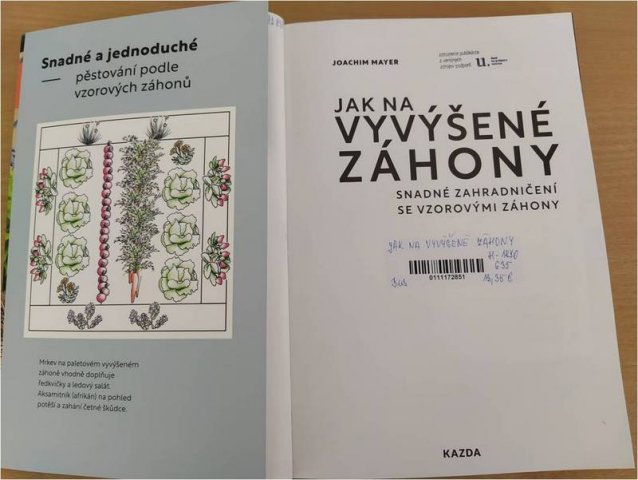 Snadné a jednoduché
pěstování podle
vzorových záhonů
Mrkev na paletovém vyvýšeném
záhoně vhodně doplňuje
ředkvičky a ledový salát.
Aksamitník (afrikán) na pohled
potěší a zahání četné škůdce.
JOACHIM MAYER
u.
JAK NA
VYVÝŠENÉ
ZÁHONY
SNADNÉ ZAHRADNIČENÍ
SE VZOROVÝMI ZÁHONY
JAK NA VYVÝŠENÉ ZÁHONY
635
0111172851
KAZDA